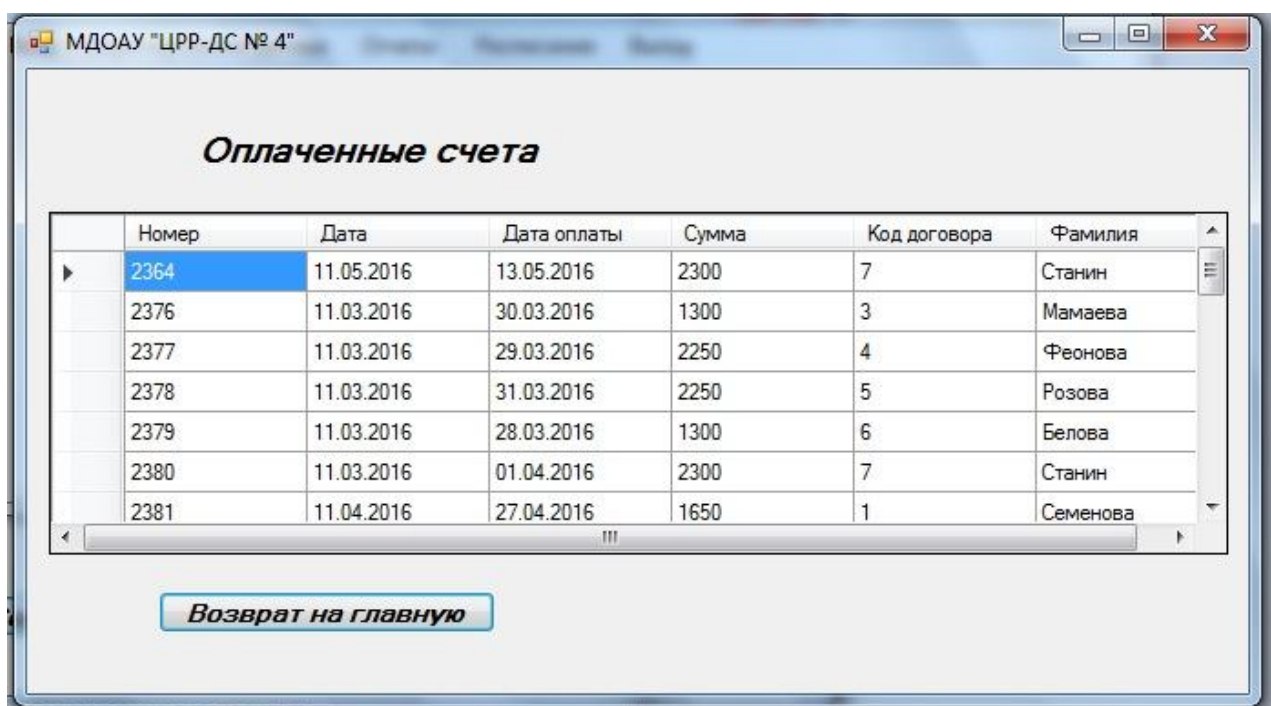 МДОАУ "ЦРР-ДС № 4"
Оплаченные счета
Номер Дата Дата оплаты Сумма Код договора Фамилия
2364 11.05.2016 13.05.2016 2300 7 Станин
2376 11.03.2016 30.03.2016 1300 3 Мамаева
2377 11.03.2016 29.03.2016 2250 4 Феонова
2378 11.03.2016 31.03.2016 2250 5 Розова
2379 11.03.2016 28.03.2016 1300 6 Белова
2380 11.03.2016 01.04.2016 2300 7 Станин
2381 11.04.2016 27.04.2016 1650 1 Семенова
Возврат на главную